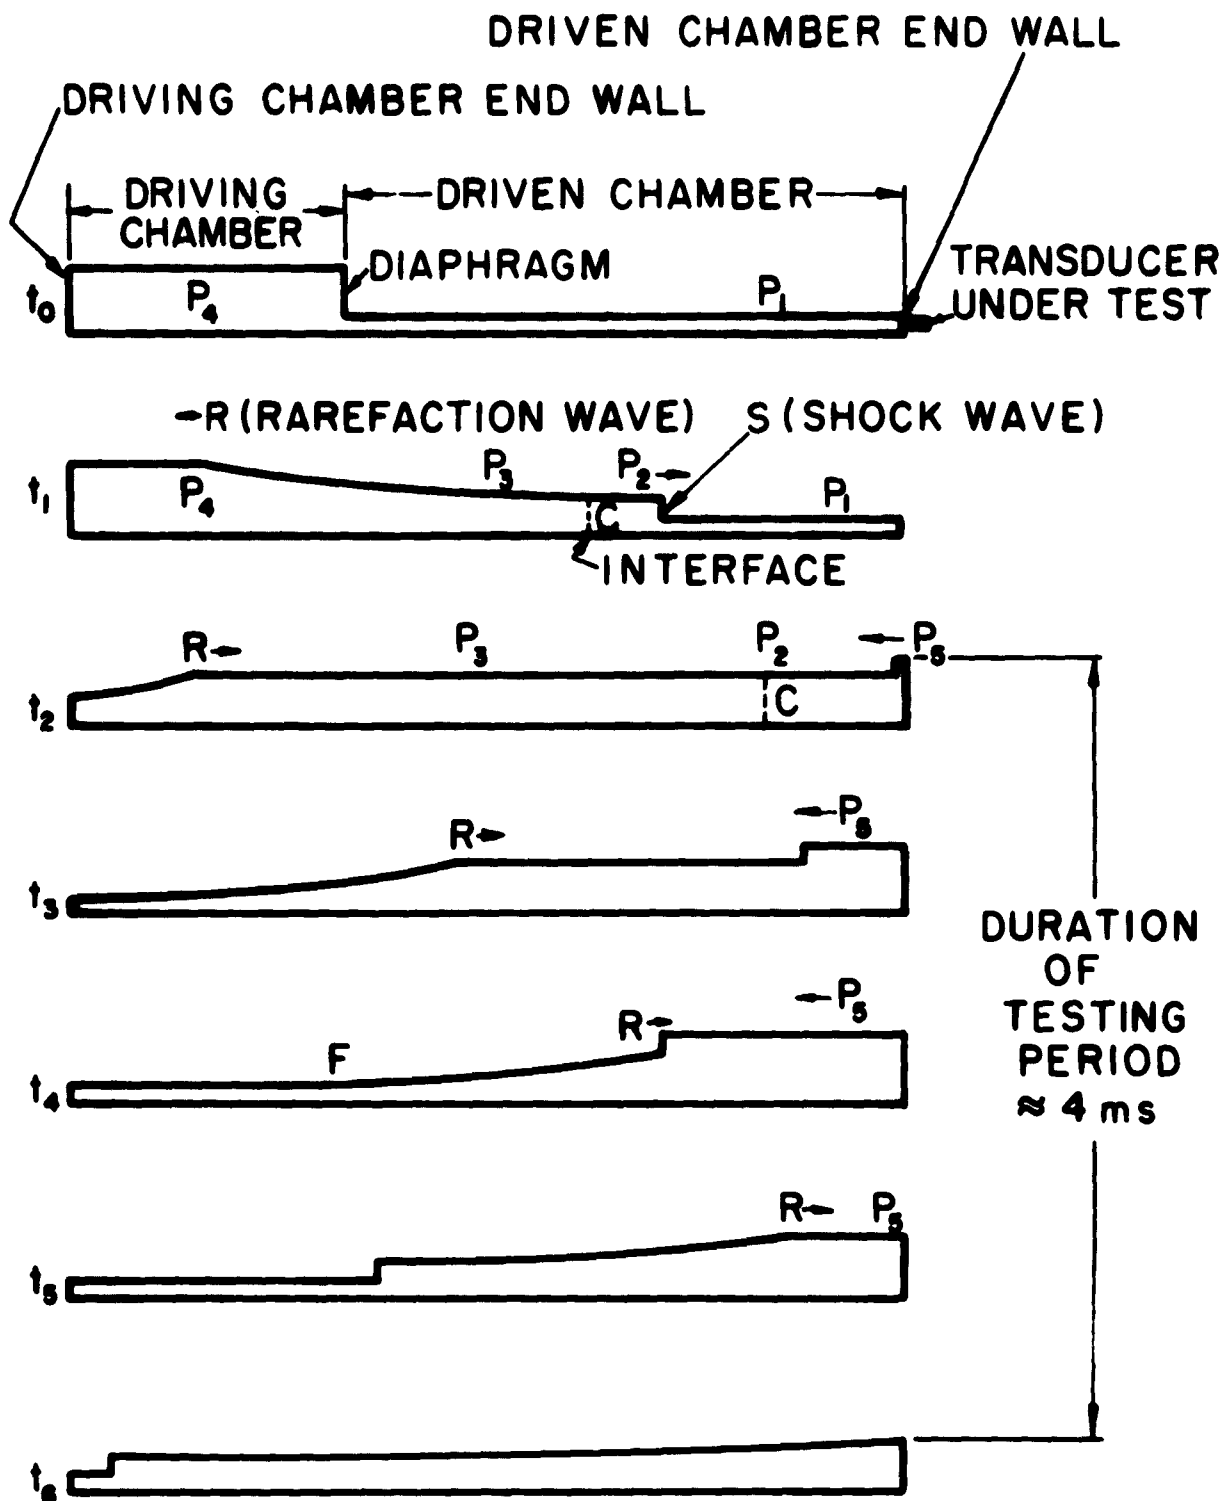 DRIVEN CHAMBER END WALL
DRIVING CHAMBER END WALL
DRIVING
CHAMBER
DRIVEN CHAMBER
DIAPHRAGM
TRANSDUCER
UNDER TEST
t0
P4
P1
R (RAREFACTION WAVE)
S (SHOCK WAVE)
t1
P4
P3
P2
P1
C
INTERFACE
t2
R
P3
P2
P5
C
t3
R
P5
DURATION
OF
TESTING
PERIOD
≈ 4 ms
t4
F
R
P5
t5
R
P5
t6